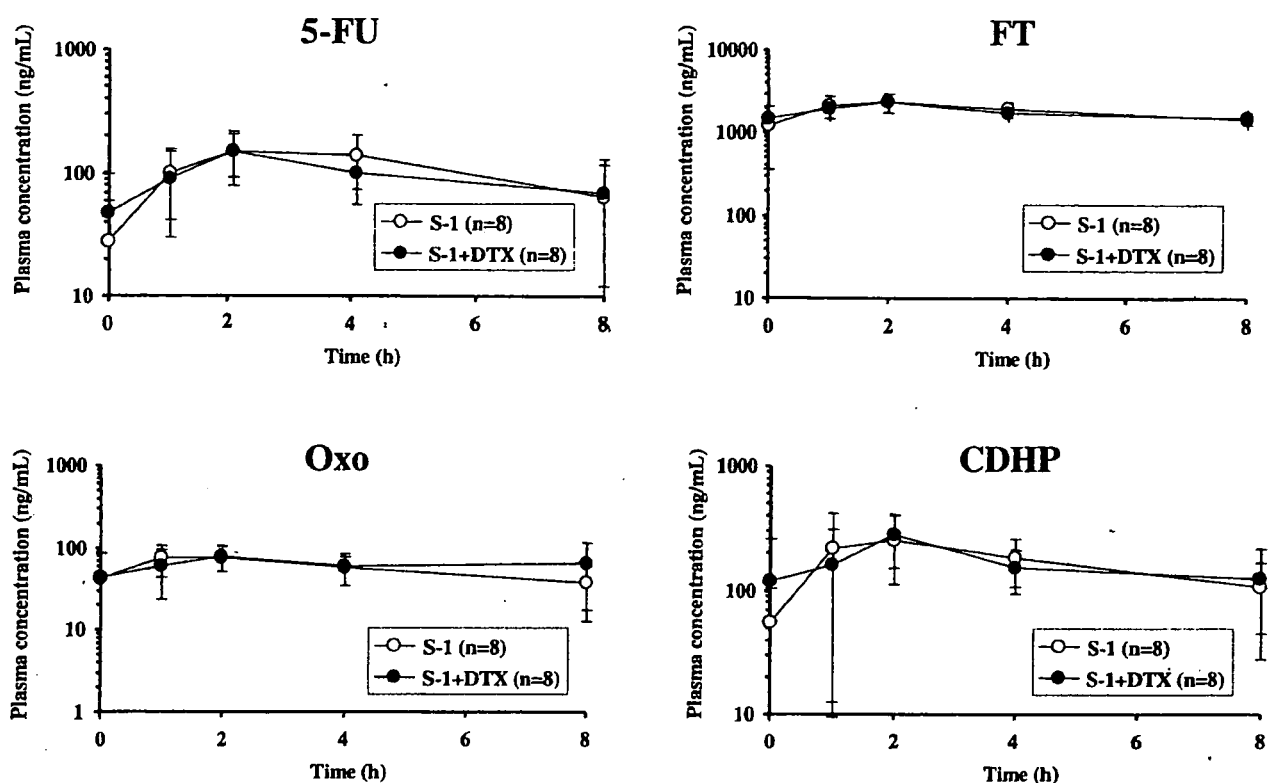 5-FU
Plasma concentration (ng/mL)
1000
100
10
0
2
4
6
8
Time (h)
S-1 (n=8)
S-1+DTX (n=8)
FT
Plasma concentration (ng/mL)
10000
1000
100
10
0
2
4
6
8
Time (h)
S-1 (n=8)
S-1+DTX (n=8)
Oxo
Plasma concentration (ng/mL)
1000
100
10
1
0
2
4
6
8
Time (h)
S-1 (n=8)
S-1+DTX (n=8)
CDHP
Plasma concentration (ng/mL)
1000
100
10
0
2
4
6
8
Time (h)
S-1 (n=8)
S-1+DTX (n=8)